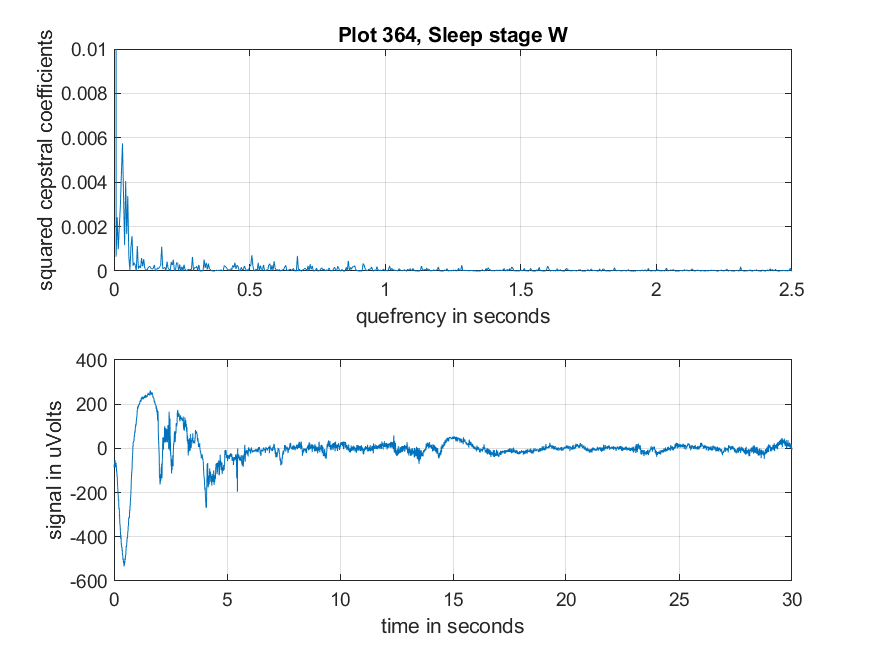 Plot 364, Sleep stage W
squared cepstral coefficients
0.01
0.008
0.006
0.004
0.002
0
0 0.5 1 1.5 2 2.5
quefrency in seconds
signal in uVolts
400
200
0
-200
-400
-600
0 5 10 15 20 25 30
time in seconds